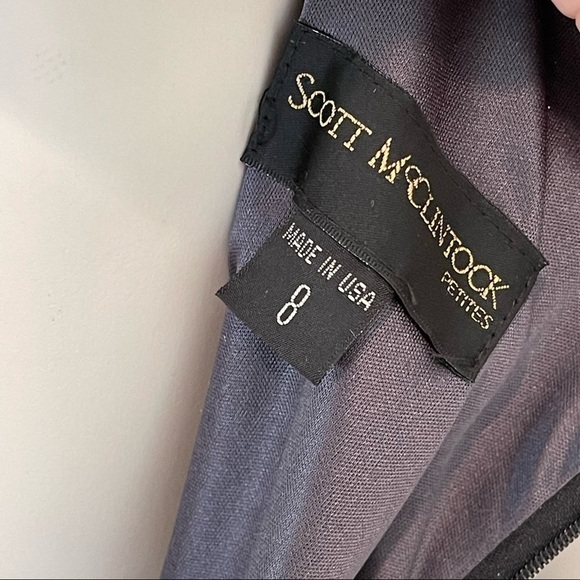 SCOTT McCLINTOCK
PETITES
MADE IN USA
8